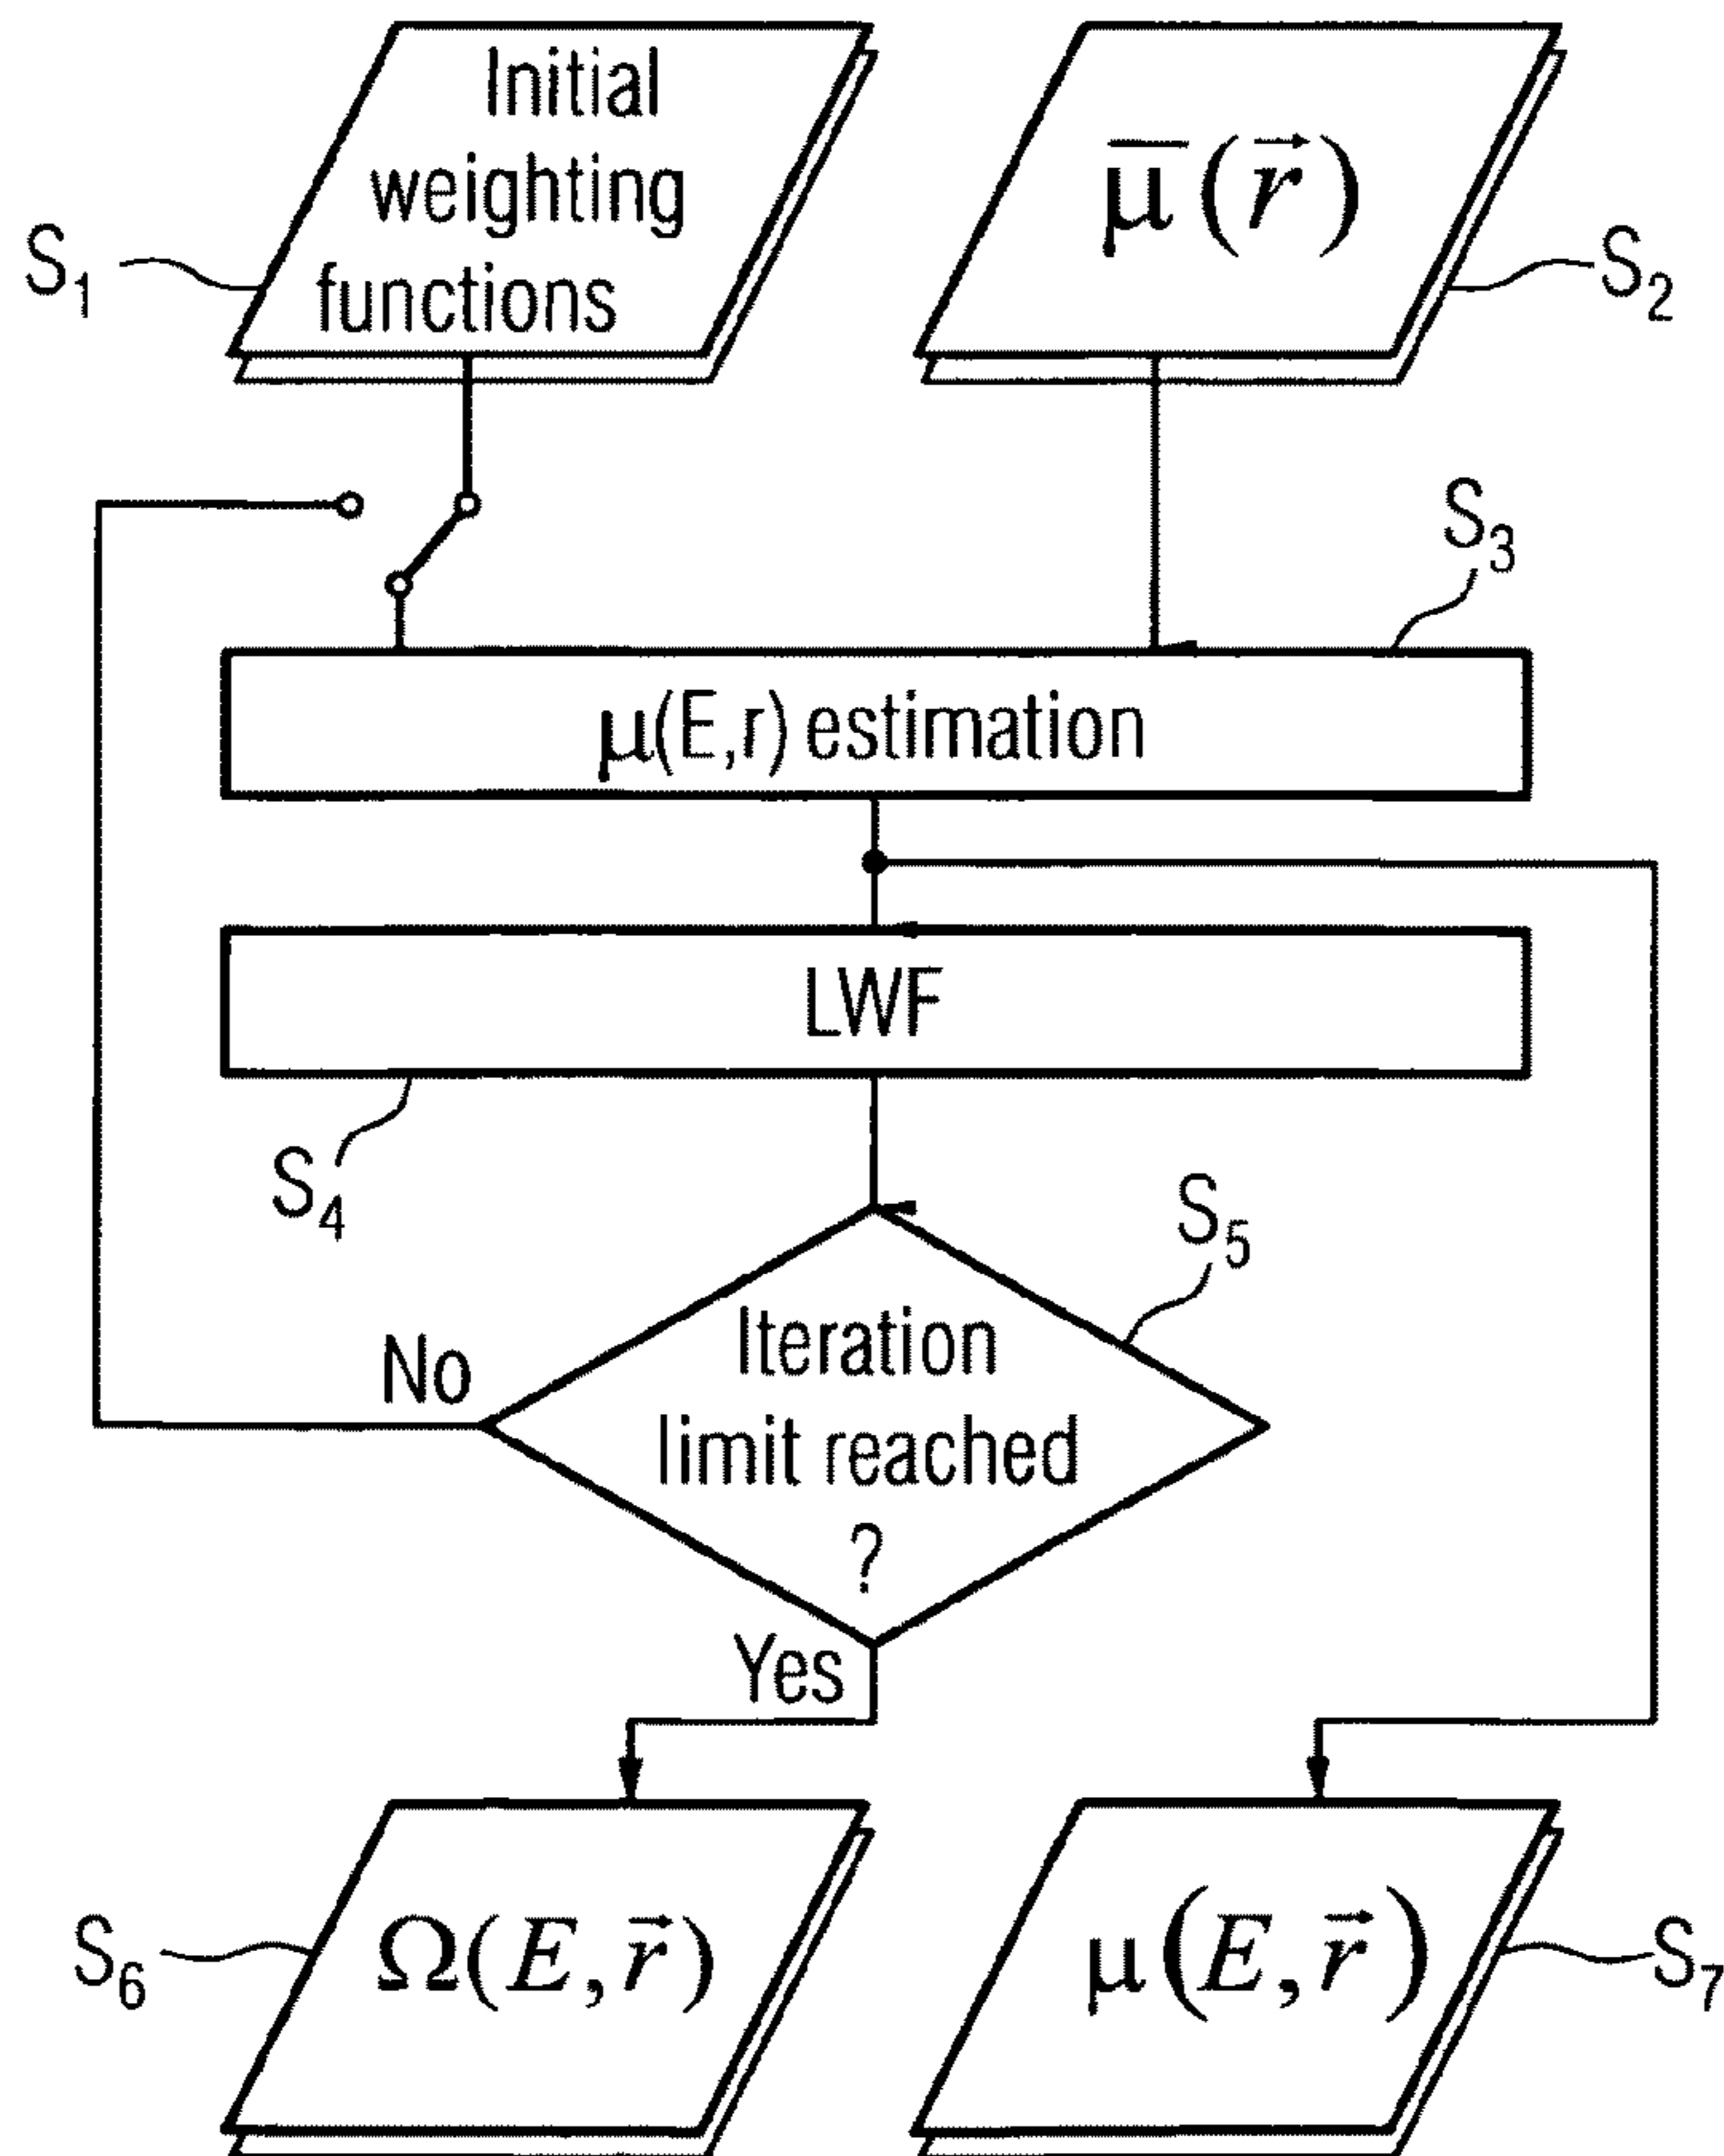 Initial
weighting
functions
S₁
μ̅(r⃗)
S₂
S₃
μ(E,r) estimation
LWF
S₄
S₅
Iteration
limit reached
?
No
Yes
S₆
Ω(E, r⃗)
μ(E, r⃗)
S₇